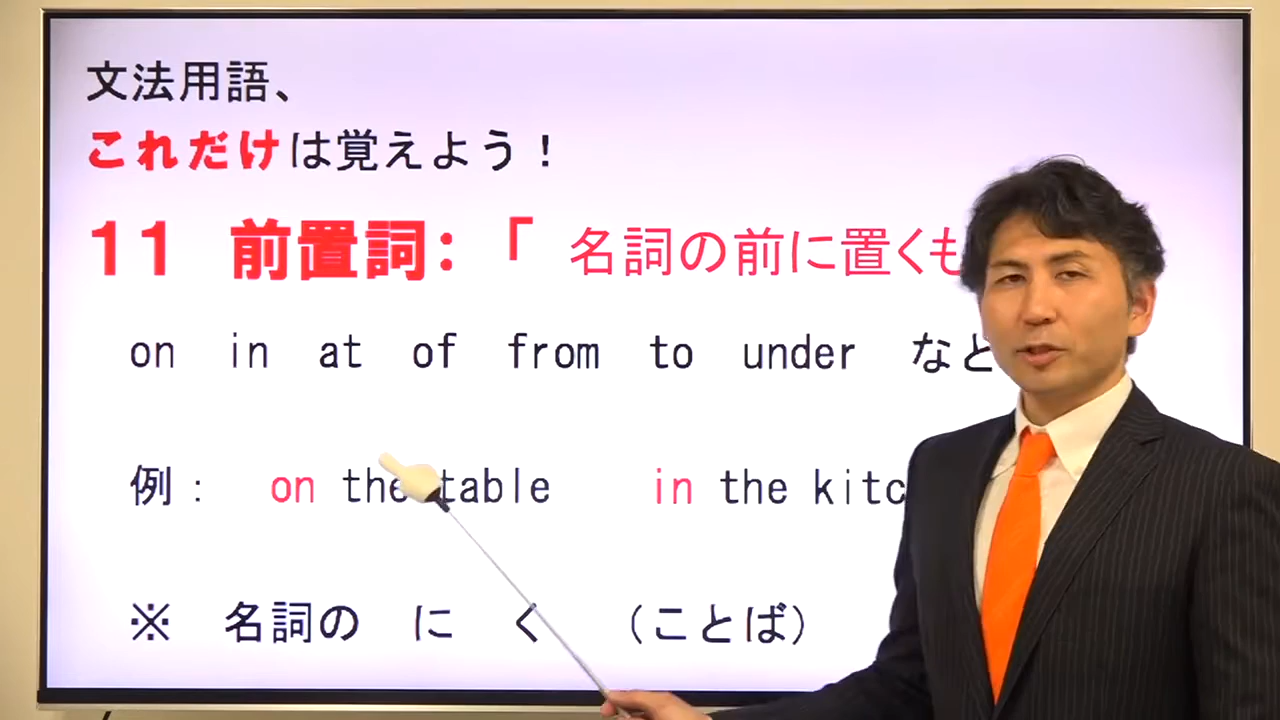 文法用語、
これだけは覚えよう！
11 前置詞：「 名詞の前に置くも
on in at of from to under など
例： on the table in the kitc
※ 名詞の に く （ことば）